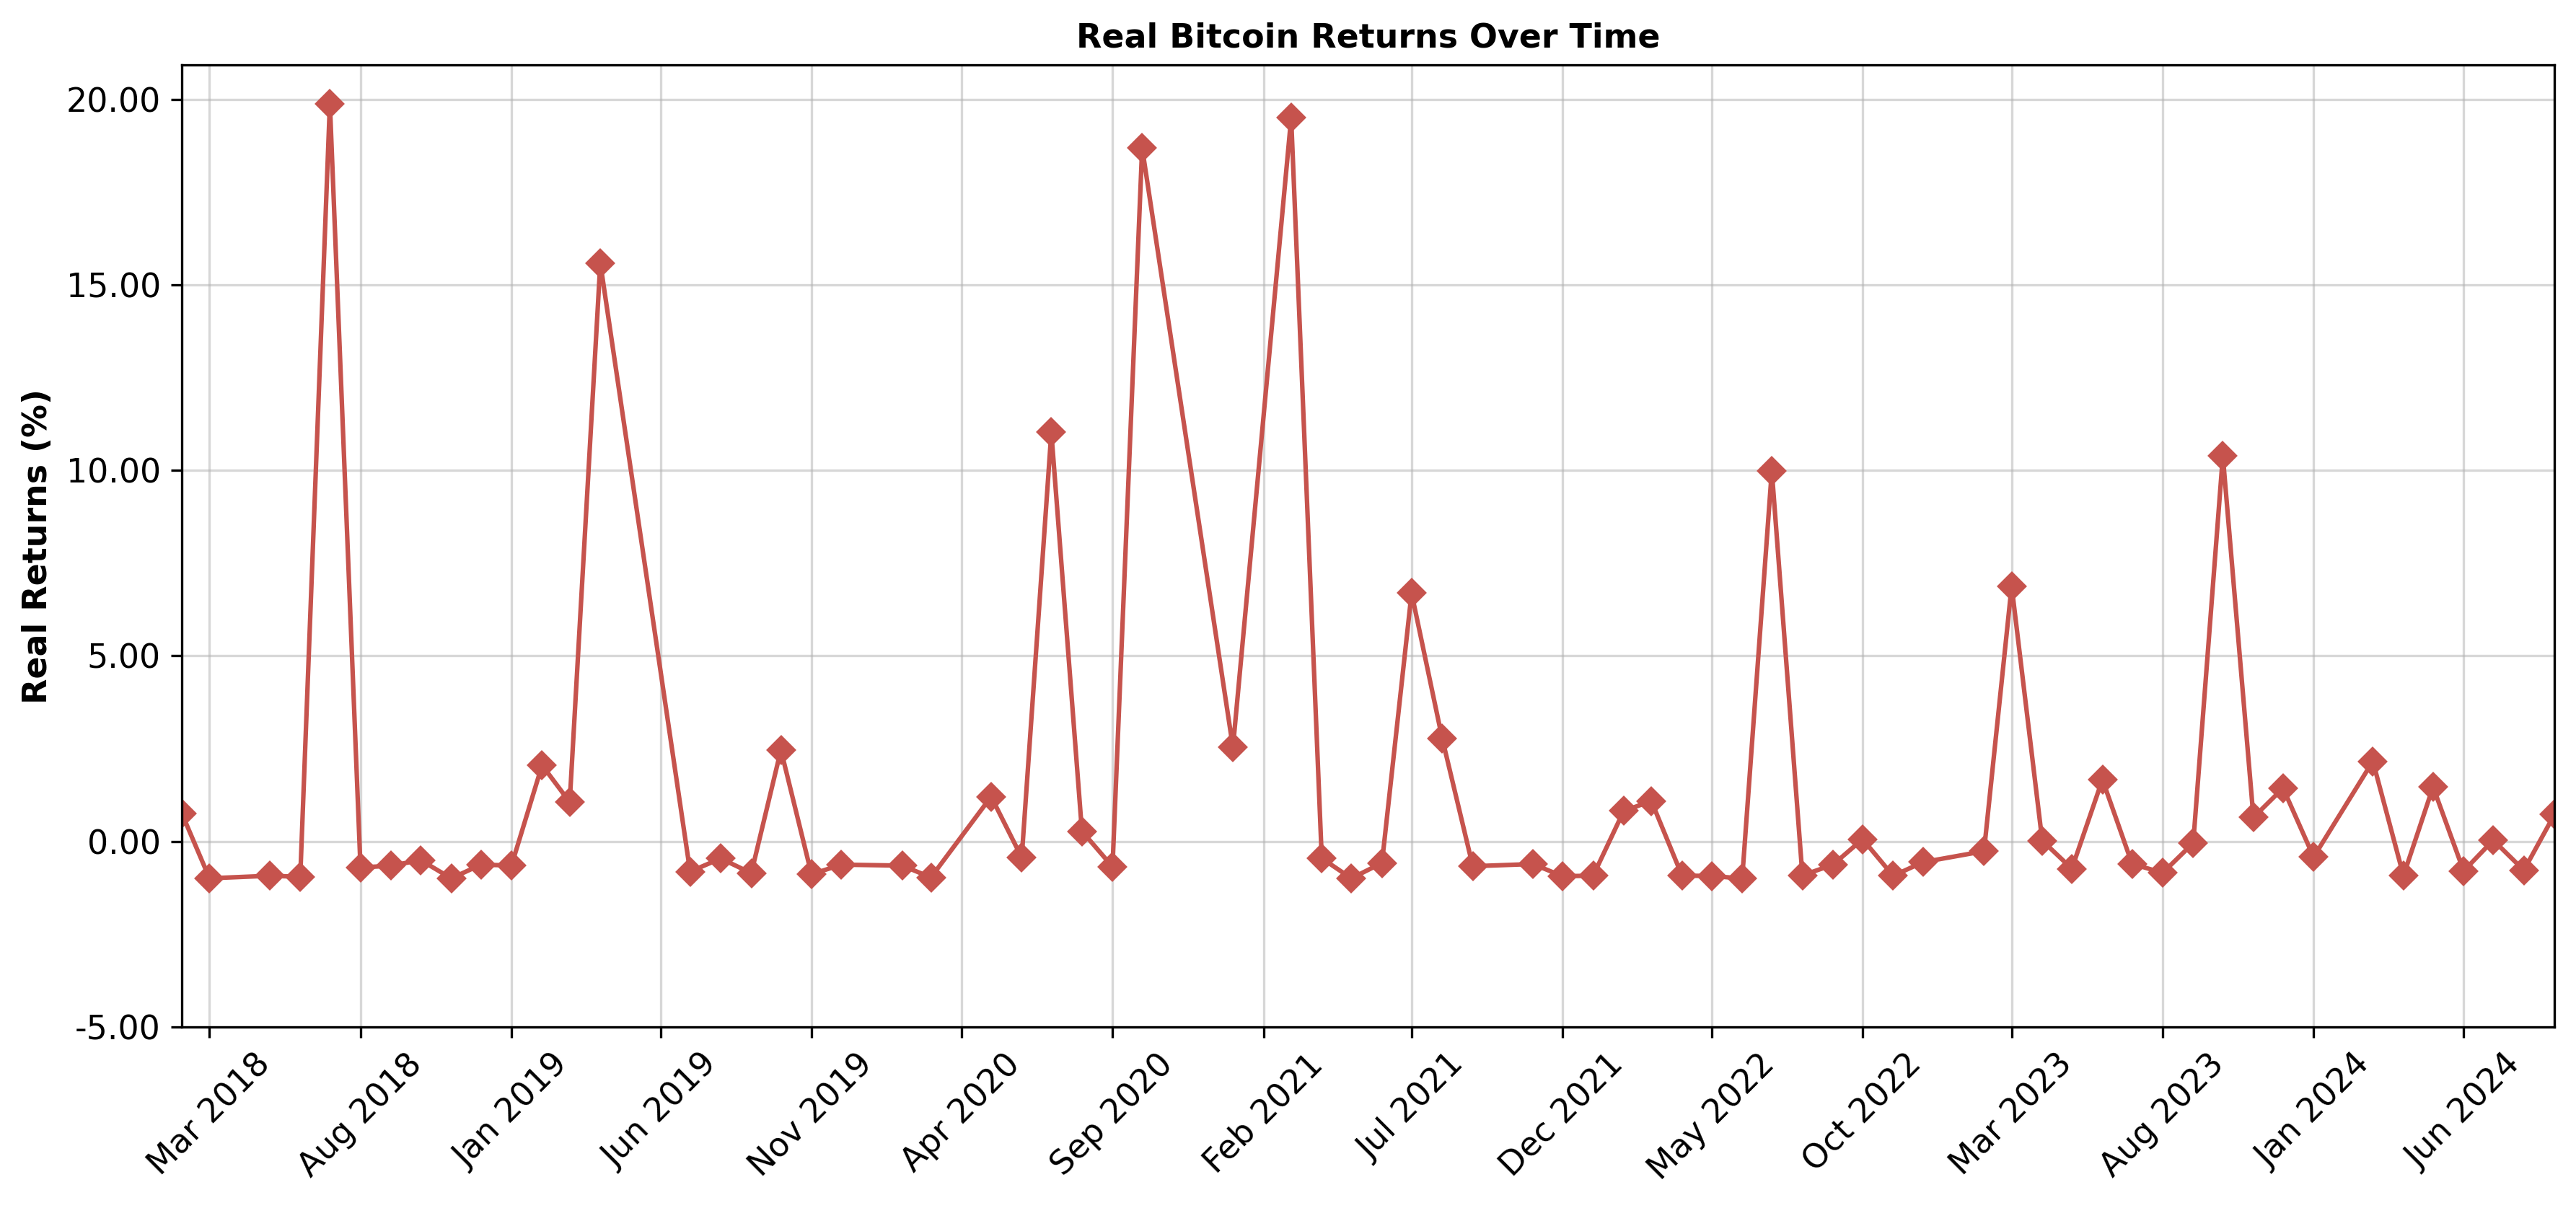 Real Bitcoin Returns Over Time
Real Returns (%)
20.00
15.00
10.00
5.00
0.00
-5.00
Mar 2018
Aug 2018
Jan 2019
Jun 2019
Nov 2019
Apr 2020
Sep 2020
Feb 2021
Jul 2021
Dec 2021
May 2022
Oct 2022
Mar 2023
Aug 2023
Jan 2024
Jun 2024